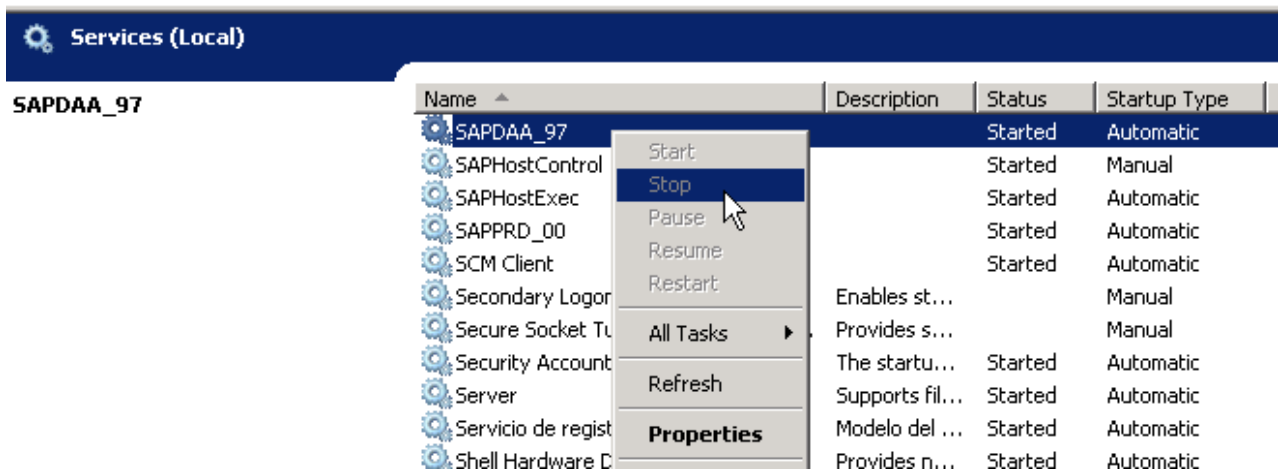 Services (Local)
SAPDAA_97
Name Description Status Startup Type
SAPDAA_97 Started Automatic
SAPHostControl Started Manual
SAPHostExec Started Automatic
SAPPRD_00 Started Automatic
SCM Client Started Automatic
Secondary Logon Enables st... Manual
Secure Socket Tu . Provides s... Manual
Security Account The startu... Started Automatic
Server Supports fil... Started Automatic
Servicio de regist Modelo del ... Started Automatic
Shell Hardware D Provides n... Started Automatic
Start
Stop
Pause
Resume
Restart
All Tasks
Refresh
Properties